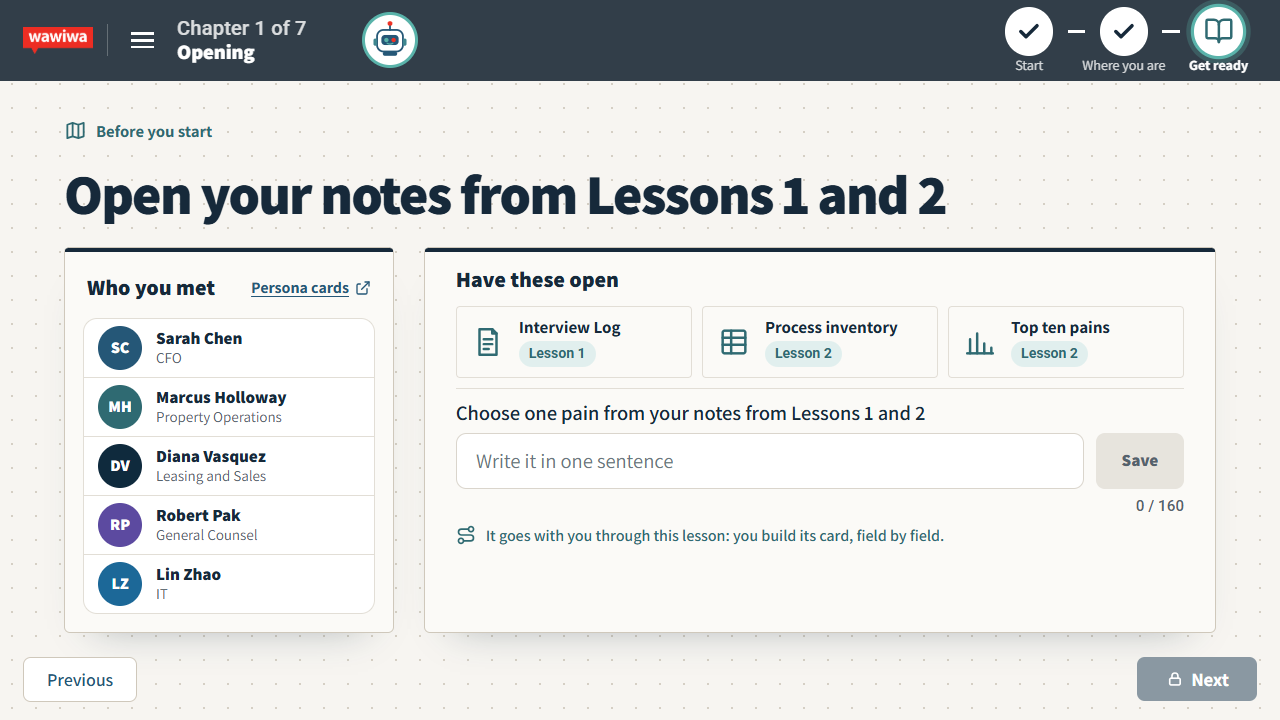 wawiwa
Chapter 1 of 7
Opening
Start
Where you are
Get ready
Before you start
Open your notes from Lessons 1 and 2
Who you met
Persona cards
SC
Sarah Chen
CFO
MH
Marcus Holloway
Property Operations
DV
Diana Vasquez
Leasing and Sales
RP
Robert Pak
General Counsel
LZ
Lin Zhao
IT
Have these open
Interview Log
Lesson 1
Process inventory
Lesson 2
Top ten pains
Lesson 2
Choose one pain from your notes from Lessons 1 and 2
Write it in one sentence
Save
0 / 160
It goes with you through this lesson: you build its card, field by field.
Previous
Next